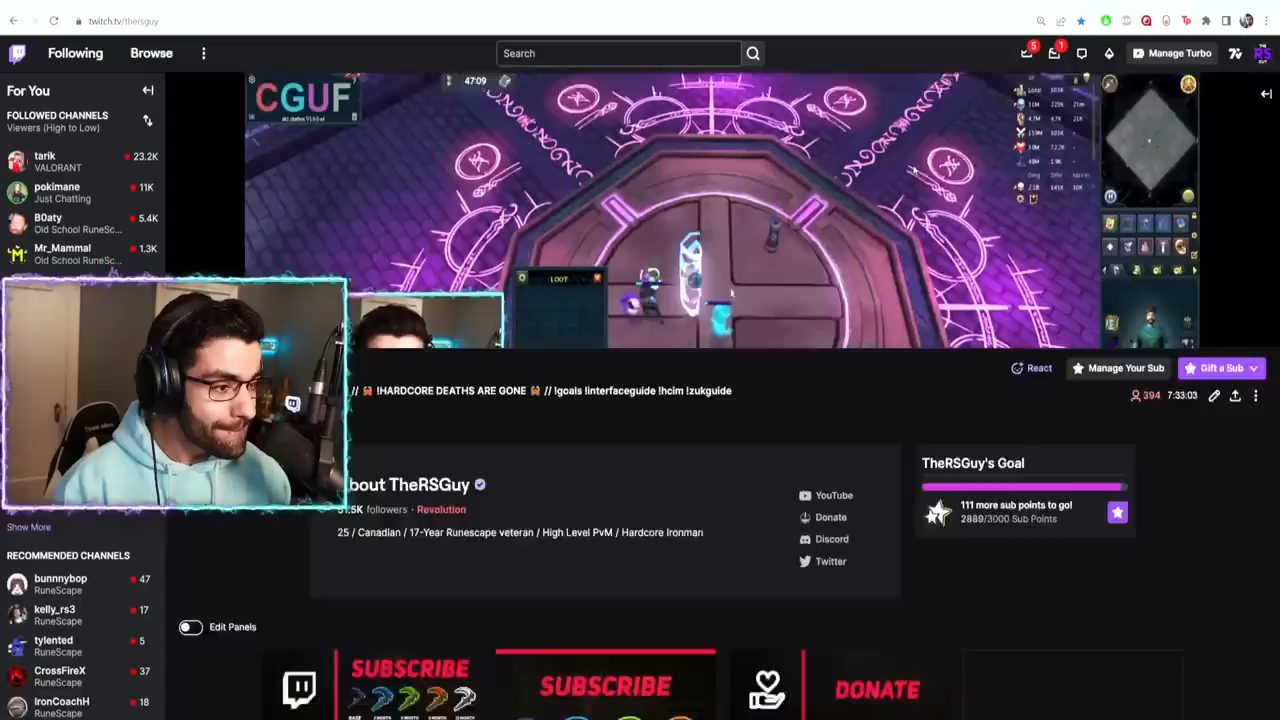 twitch.tv/thersguy
Following
Browse
Search
5
1
Manage Turbo
For You
FOLLOWED CHANNELS
Viewers (High to Low)
tarik
23.2K
VALORANT
pokimane
11K
Just Chatting
B0aty
5.4K
Old School RuneSc...
Mr_Mammal
1.3K
Old School RuneSc...
CGUF
47:09
LOOT
// !HARDCORE DEATHS ARE GONE // !goals !interfaceguide !hcim !zukguide
React
Manage Your Sub
Gift a Sub
394
7:33:03
bout TheRSGuy
followers · Revolution
25 / Canadian / 17-Year Runescape veteran / High Level PvM / Hardcore Ironman
YouTube
Donate
Discord
Twitter
TheRSGuy's Goal
111 more sub points to go!
2889/3000 Sub Points
Show More
RECOMMENDED CHANNELS
bunnnybop
47
RuneScape
kelly_rs3
17
RuneScape
tylented
5
RuneScape
CrossFireX
37
RuneScape
IronCoachH
18
RuneScape
Edit Panels
SUBSCRIBE
SUBSCRIBE
DONATE